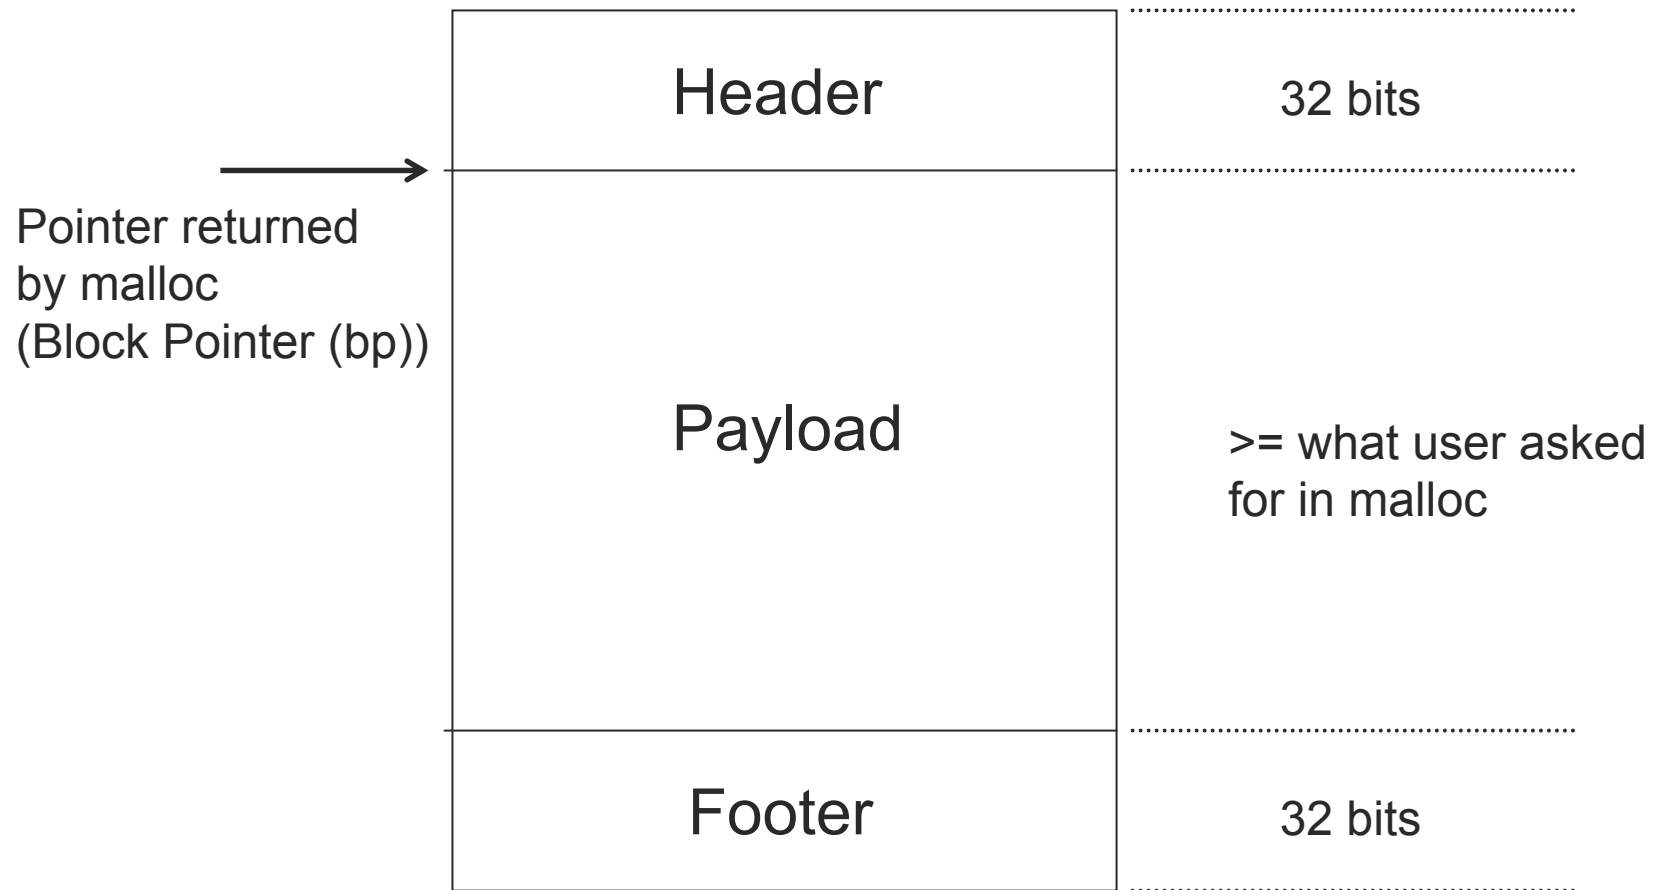 Header
32 bits
Pointer returned
by malloc
(Block Pointer (bp))
Payload
>= what user asked
for in malloc
Footer
32 bits